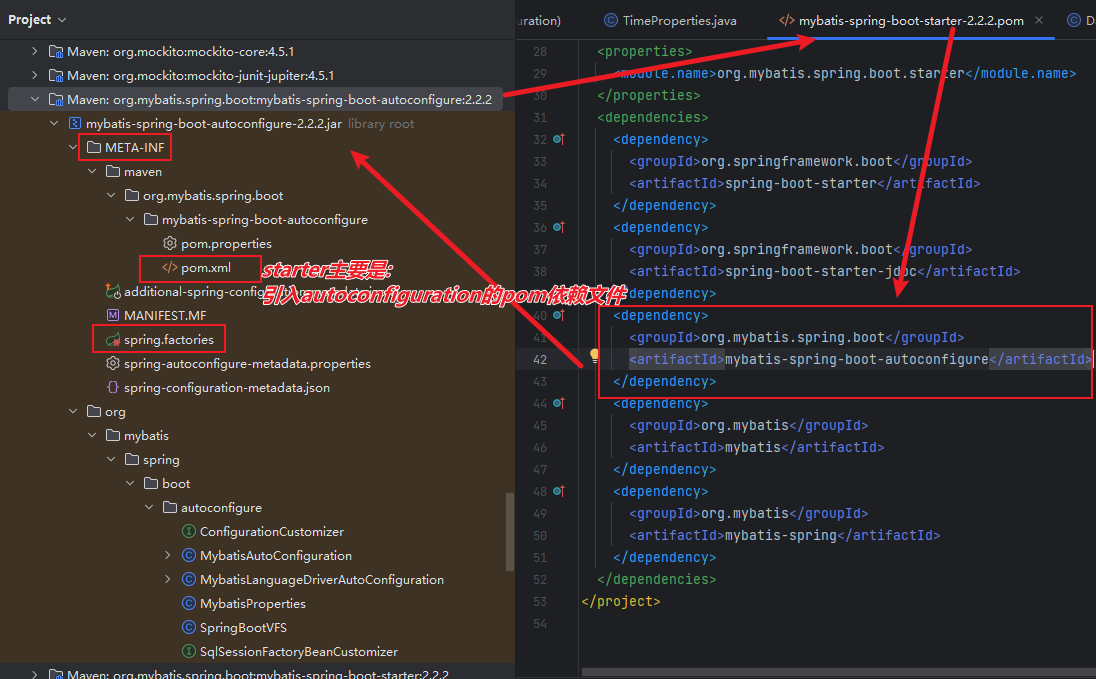 Project
Maven: org.mockito:mockito-core:4.5.1
Maven: org.mockito:mockito-junit-jupiter:4.5.1
Maven: org.mybatis.spring.boot:mybatis-spring-boot-autoconfigure:2.2.2
mybatis-spring-boot-autoconfigure-2.2.2.jar library root
META-INF
maven
org.mybatis.spring.boot
mybatis-spring-boot-autoconfigure
pom.properties
pom.xml
starter主要是:
引入autoconfiguration的pom依赖文件
additional-spring-config
MANIFEST.MF
spring.factories
spring-autoconfigure-metadata.properties
spring-configuration-metadata.json
org
mybatis
spring
boot
autoconfigure
ConfigurationCustomizer
MybatisAutoConfiguration
MybatisLanguageDriverAutoConfiguration
MybatisProperties
SpringBootVFS
SqlSessionFactoryBeanCustomizer
Maven: org.mybatis.spring.boot:mybatis-spring-boot-starter:2.2.2
uration)
TimeProperties.java
mybatis-spring-boot-starter-2.2.2.pom
D
28 <properties>
29 <module.name>org.mybatis.spring.boot.starter</module.name>
30 </properties>
31 <dependencies>
32 <dependency>
33 <groupId>org.springframework.boot</groupId>
34 <artifactId>spring-boot-starter</artifactId>
35 </dependency>
36 <dependency>
37 <groupId>org.springframework.boot</groupId>
38 <artifactId>spring-boot-starter-jdbc</artifactId>
dependency>
40 <dependency>
41 <groupId>org.mybatis.spring.boot</groupId>
42 <artifactId>mybatis-spring-boot-autoconfigure</artifactId>
43 </dependency>
44 <dependency>
45 <groupId>org.mybatis</groupId>
46 <artifactId>mybatis</artifactId>
47 </dependency>
48 <dependency>
49 <groupId>org.mybatis</groupId>
50 <artifactId>mybatis-spring</artifactId>
51 </dependency>
52 </dependencies>
53 </project>
54